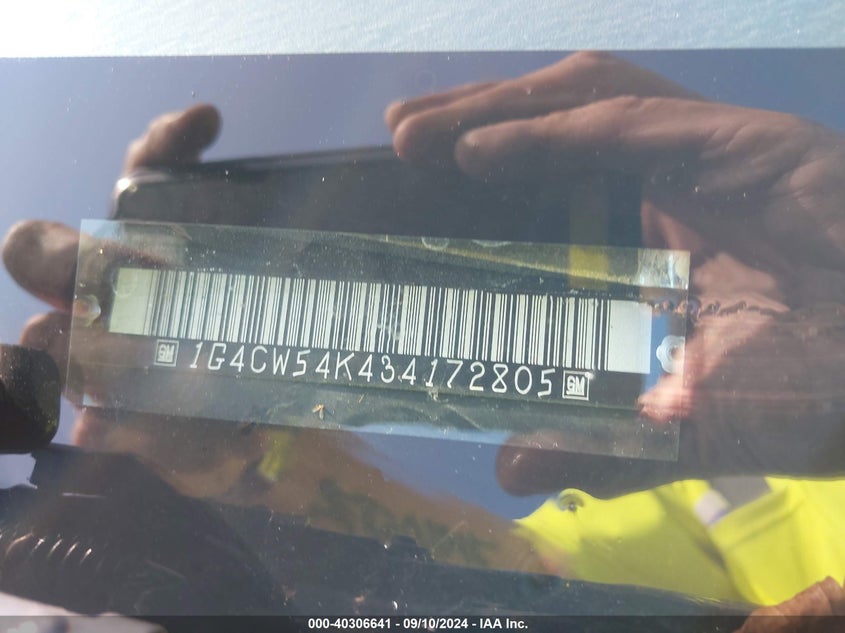 GM 1G4CW54K434172805 GM
000-40306641 - 09/10/2024 - IAA Inc.